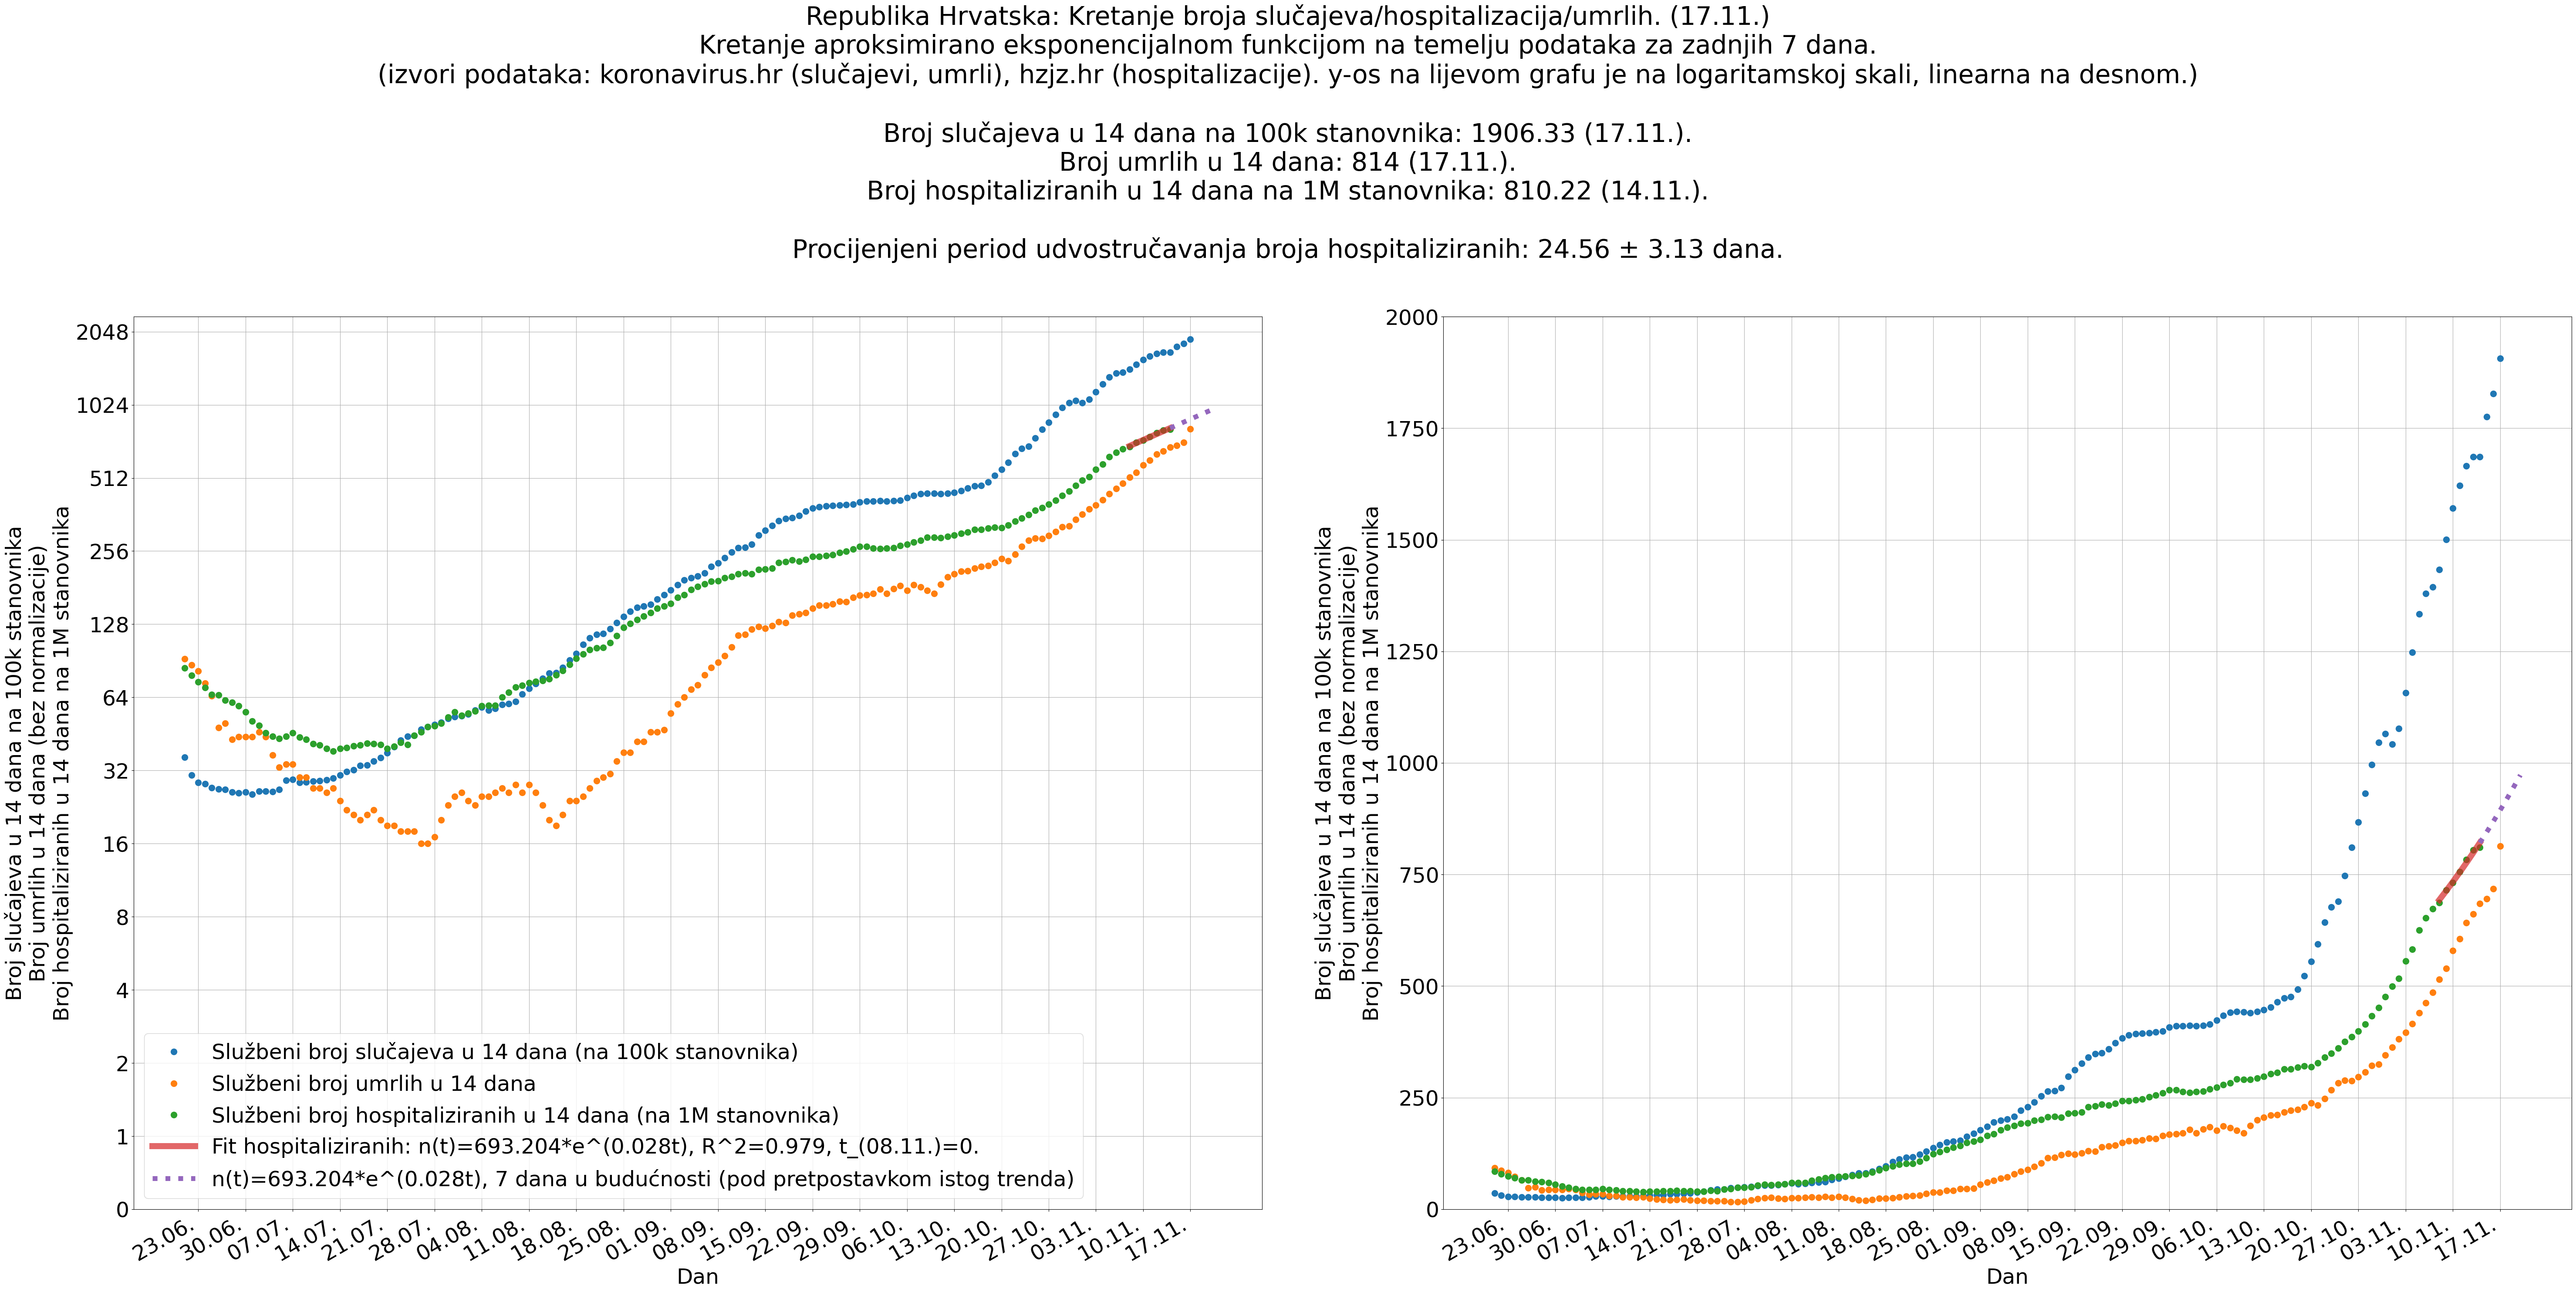 Republika Hrvatska: Kretanje broja slučajeva/hospitalizacija/umrlih. (17.11.)
Kretanje aproksimirano eksponencijalnom funkcijom na temelju podataka za zadnjih 7 dana.
(izvori podataka: koronavirus.hr (slučajevi, umrli), hzjz.hr (hospitalizacije). y-os na lijevom grafu je na logaritamskoj skali, linearna na desnom.)
Broj slučajeva u 14 dana na 100k stanovnika: 1906.33 (17.11.).
Broj umrlih u 14 dana: 814 (17.11.).
Broj hospitaliziranih u 14 dana na 1M stanovnika: 810.22 (14.11.).
Procijenjeni period udvostručavanja broja hospitaliziranih: 24.56 ± 3.13 dana.
Broj slučajeva u 14 dana na 100k stanovnika
Broj umrlih u 14 dana (bez normalizacije)
Broj hospitaliziranih u 14 dana na 1M stanovnika
2048
1024
512
256
128
64
32
16
8
4
2
1
0
Službeni broj slučajeva u 14 dana (na 100k stanovnika)
Službeni broj umrlih u 14 dana
Službeni broj hospitaliziranih u 14 dana (na 1M stanovnika)
Fit hospitaliziranih: n(t)=693.204*e^(0.028t), R^2=0.979, t_(08.11.)=0.
n(t)=693.204*e^(0.028t), 7 dana u budućnosti (pod pretpostavkom istog trenda)
23.06. 30.06. 07.07. 14.07. 21.07. 28.07. 04.08. 11.08. 18.08. 25.08. 01.09. 08.09. 15.09. 22.09. 29.09. 06.10. 13.10. 20.10. 27.10. 03.11. 10.11. 17.11.
Dan
Broj slučajeva u 14 dana na 100k stanovnika
Broj umrlih u 14 dana (bez normalizacije)
Broj hospitaliziranih u 14 dana na 1M stanovnika
2000
1750
1500
1250
1000
750
500
250
0
23.06. 30.06. 07.07. 14.07. 21.07. 28.07. 04.08. 11.08. 18.08. 25.08. 01.09. 08.09. 15.09. 22.09. 29.09. 06.10. 13.10. 20.10. 27.10. 03.11. 10.11. 17.11.
Dan